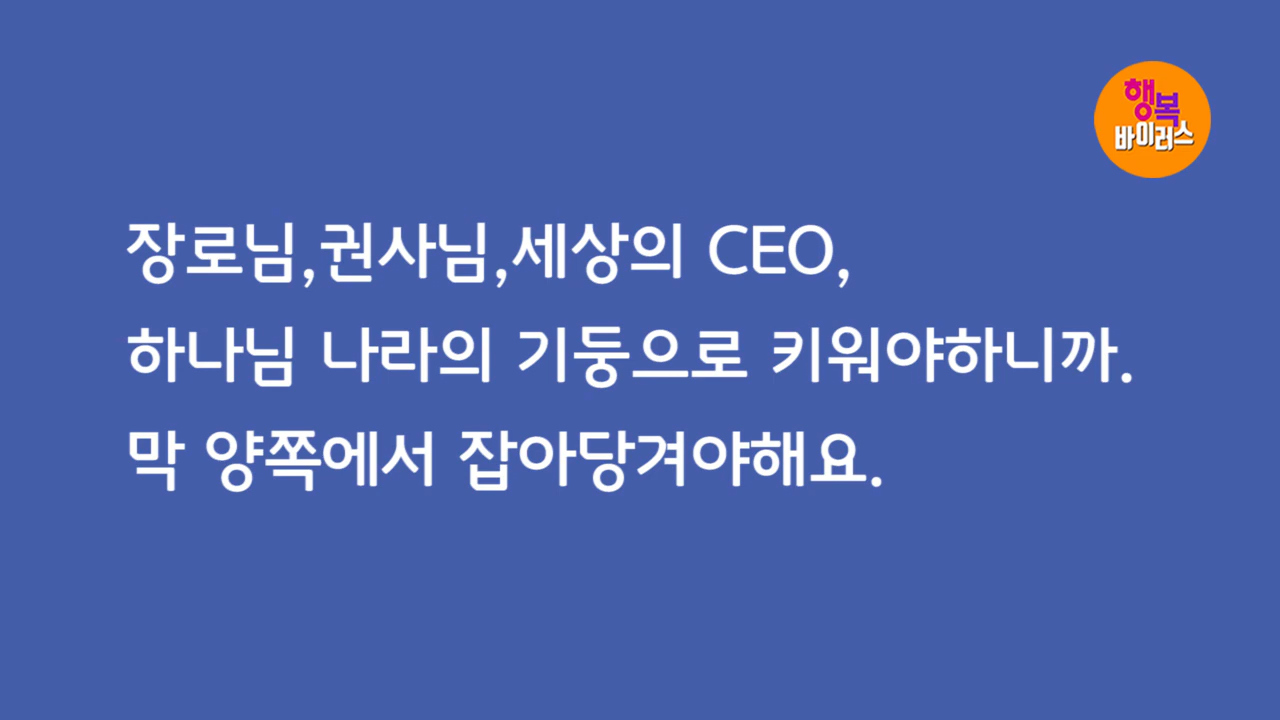 행복
바이러스
장로님,권사님,세상의 CEO,
하나님 나라의 기둥으로 키워야하니까.
막 양쪽에서 잡아당겨야해요.